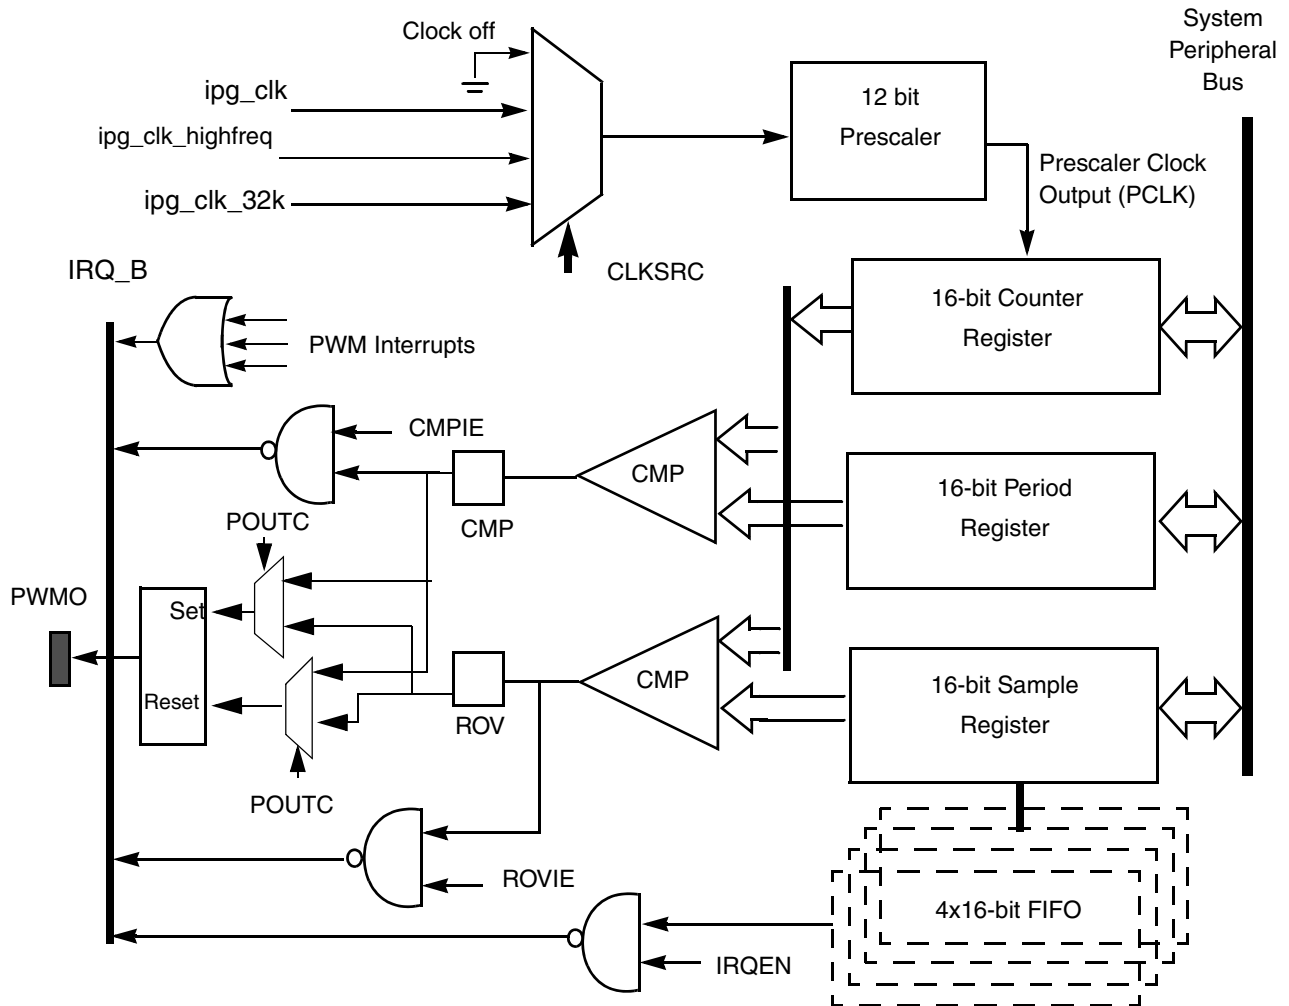 System
Peripheral
Bus
Clock off
ipg_clk
ipg_clk_highfreq
ipg_clk_32k
12 bit
Prescaler
Prescaler Clock
Output (PCLK)
CLKSRC
IRQ_B
PWM Interrupts
16-bit Counter
Register
CMPIE
CMP
CMP
16-bit Period
Register
POUTC
PWMO
Set
Reset
ROV
CMP
16-bit Sample
Register
POUTC
ROVIE
4x16-bit FIFO
IRQEN